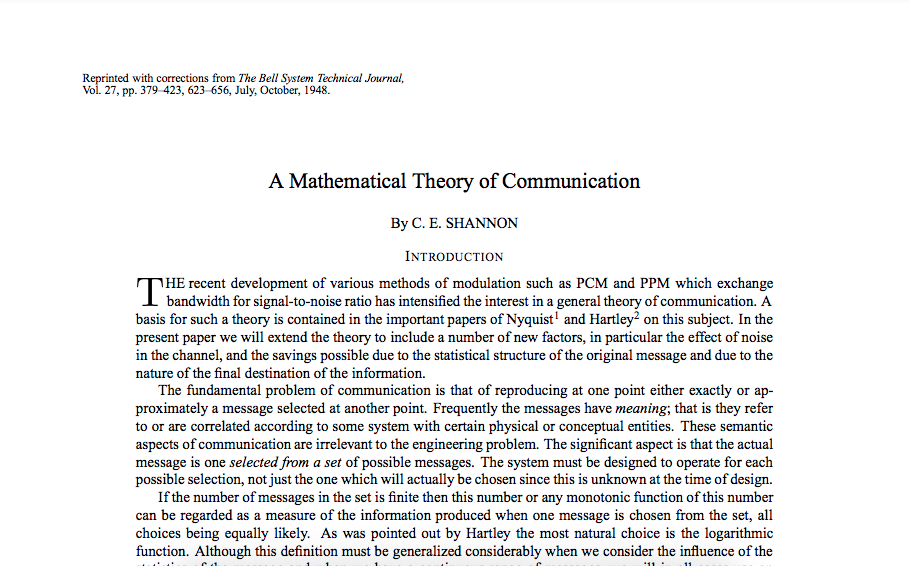 Reprinted with corrections from The Bell System Technical Journal,
Vol. 27, pp. 379–423, 623–656, July, October, 1948.
A Mathematical Theory of Communication
By C. E. SHANNON
INTRODUCTION
THE recent development of various methods of modulation such as PCM and PPM which exchange
bandwidth for signal-to-noise ratio has intensified the interest in a general theory of communication. A
basis for such a theory is contained in the important papers of Nyquist¹ and Hartley² on this subject. In the
present paper we will extend the theory to include a number of new factors, in particular the effect of noise
in the channel, and the savings possible due to the statistical structure of the original message and due to the
nature of the final destination of the information.
The fundamental problem of communication is that of reproducing at one point either exactly or ap-
proximately a message selected at another point. Frequently the messages have meaning; that is they refer
to or are correlated according to some system with certain physical or conceptual entities. These semantic
aspects of communication are irrelevant to the engineering problem. The significant aspect is that the actual
message is one selected from a set of possible messages. The system must be designed to operate for each
possible selection, not just the one which will actually be chosen since this is unknown at the time of design.
If the number of messages in the set is finite then this number or any monotonic function of this number
can be regarded as a measure of the information produced when one message is chosen from the set, all
choices being equally likely. As was pointed out by Hartley the most natural choice is the logarithmic
function. Although this definition must be generalized considerably when we consider the influence of the